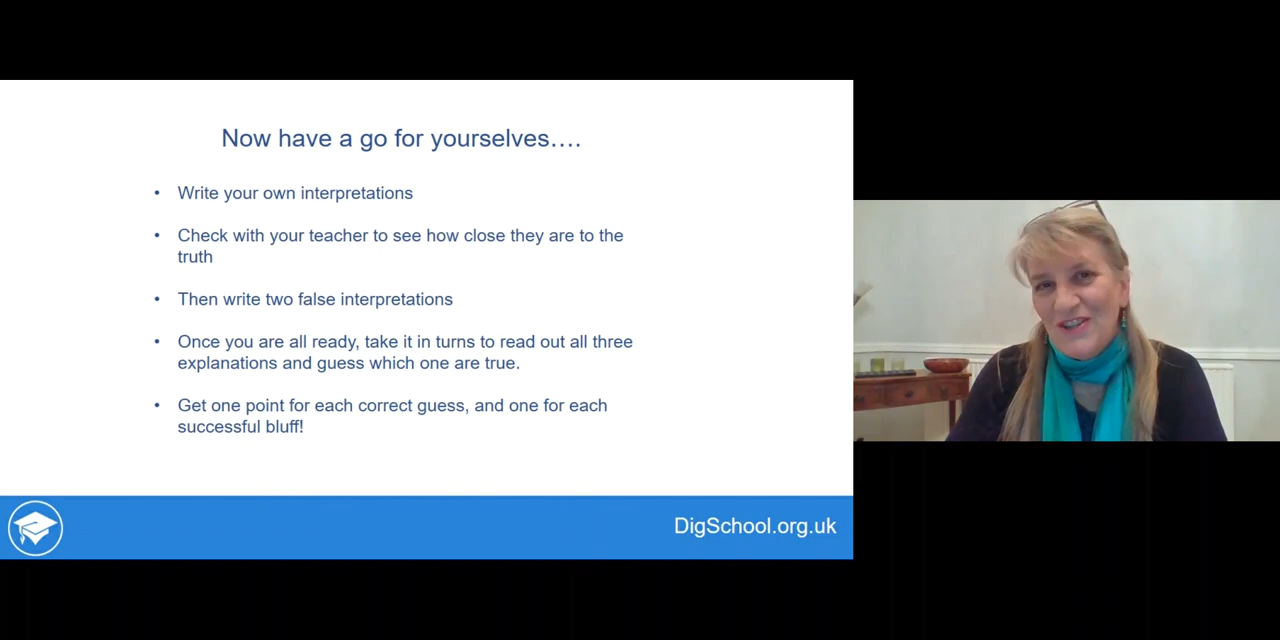 Now have a go for yourselves….
• Write your own interpretations
• Check with your teacher to see how close they are to the
truth
• Then write two false interpretations
• Once you are all ready, take it in turns to read out all three
explanations and guess which one are true.
• Get one point for each correct guess, and one for each
successful bluff!
DigSchool.org.uk